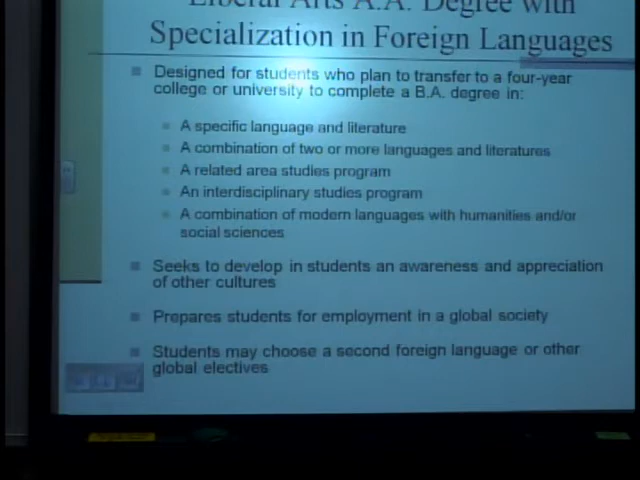 Liberal Arts A.A. Degree with
Specialization in Foreign Languages
Designed for students who plan to transfer to a four-year
college or university to complete a B.A. degree in:
A specific language and literature
A combination of two or more languages and literatures
A related area studies program
An interdisciplinary studies program
A combination of modern languages with humanities and/or
social sciences
Seeks to develop in students an awareness and appreciation
of other cultures
Prepares students for employment in a global society
Students may choose a second foreign language or other
global electives